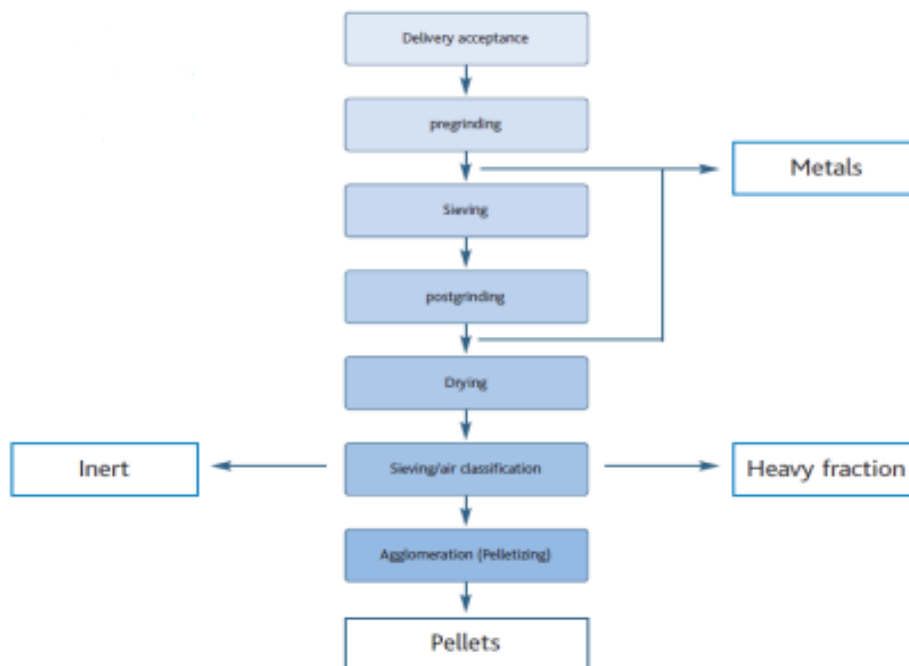 Delivery acceptance
pregrinding
Metals
Sieving
postgrinding
Drying
Inert
Sieving/air classification
Heavy fraction
Agglomeration (Pelletizing)
Pellets